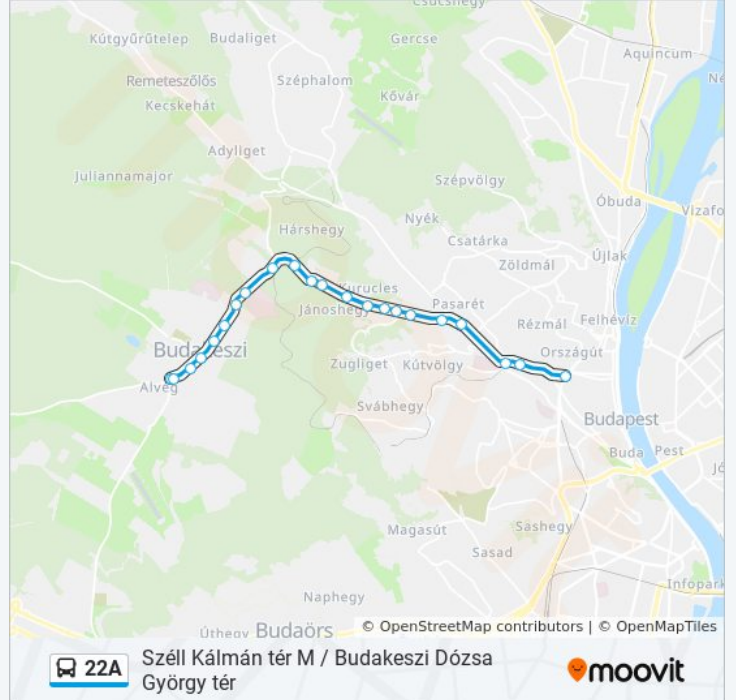 Csúcshegy
Kútgyűrűtelep
Budaliget
Gercse
Aquincum
Remeteszőlős
Széphalom
Kővár
Kecskehát
Adyliget
Juliannamajor
Szépvölgy
Óbuda
Vizafo
Nyék
Hárshegy
Csatárka
Újlak
Zöldmál
Kurucles
Pasarét
Jánoshegy
Rézmál
Felhévíz
Budakeszi
Országút
Zugliget
Kútvölgy
Alvég
Svábhegy
Budapest
Buda
Pest
Magasút
Sashegy
Sasad
Infopark
Naphegy
Úthegy
Budaörs
© OpenStreetMap contributors | © OpenMapTiles
22A
Széll Kálmán tér M / Budakeszi Dózsa
György tér
moovit